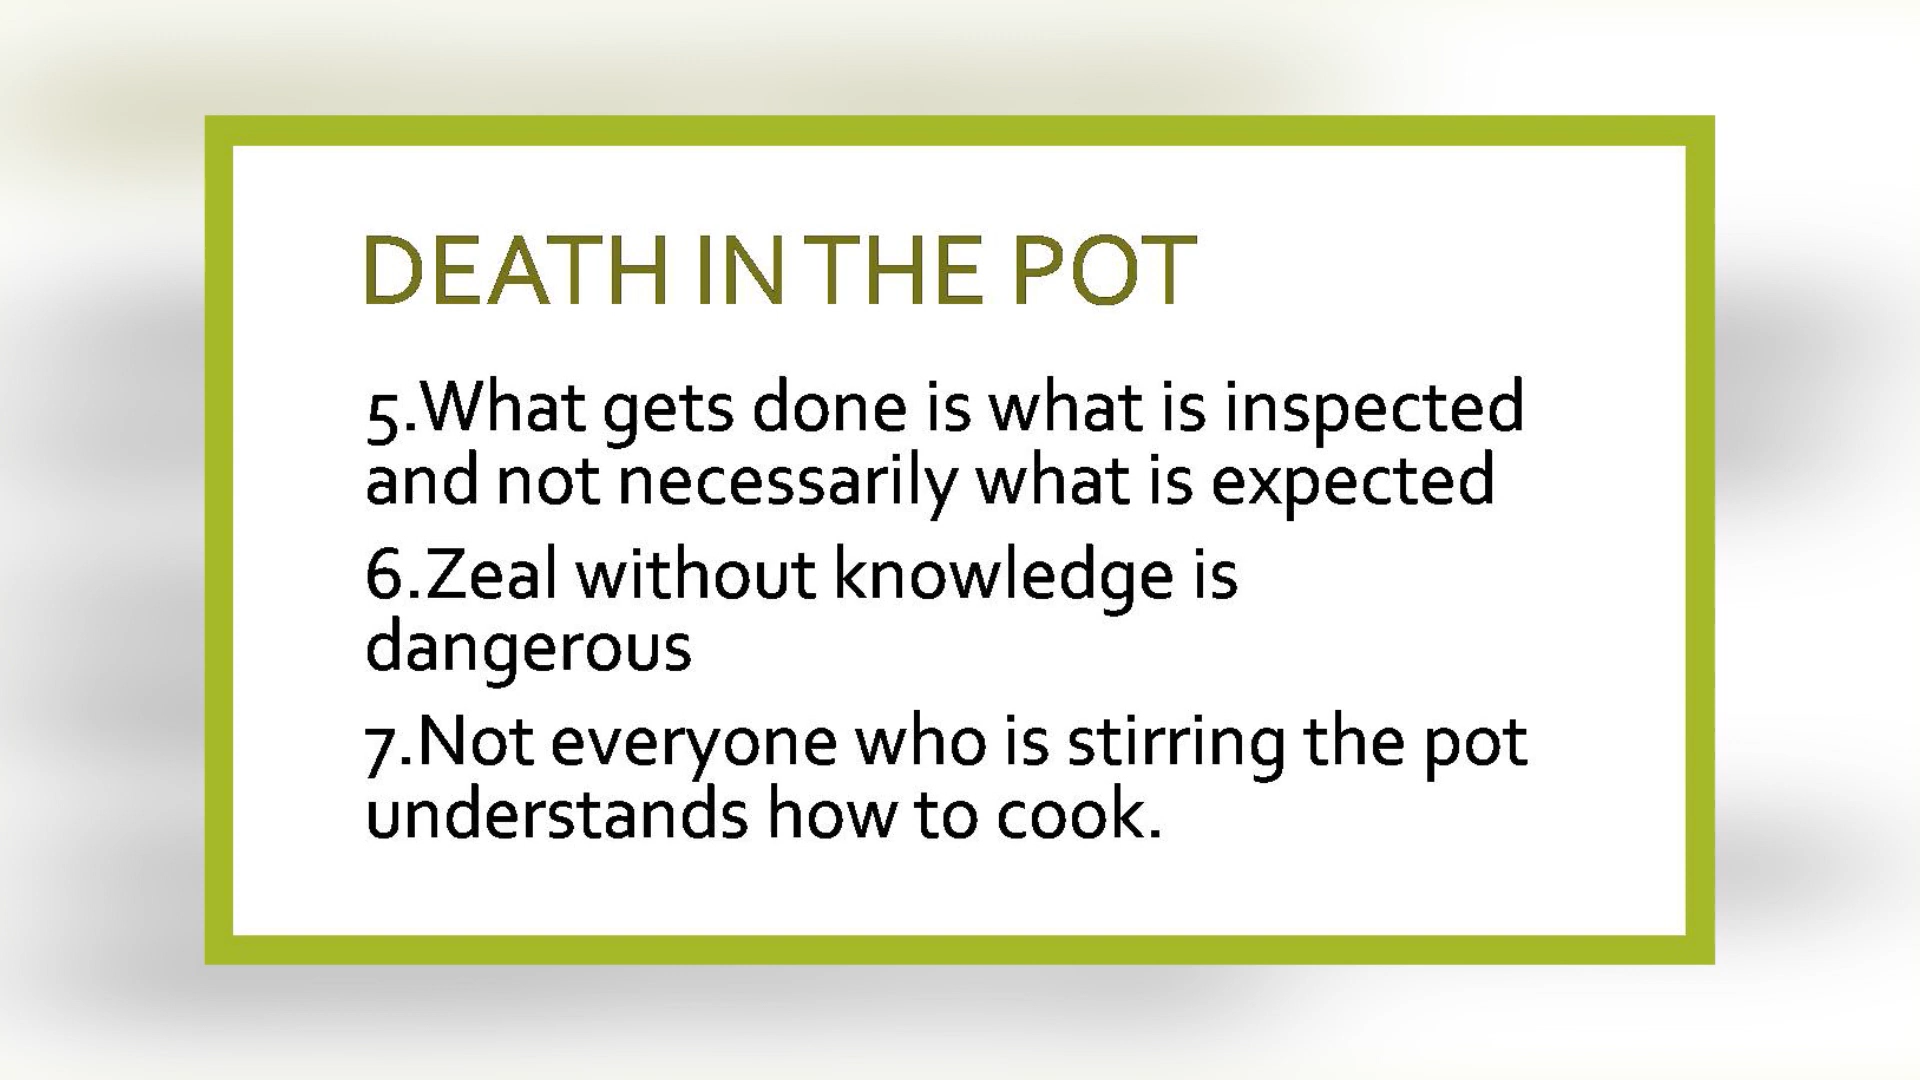 DEATH IN THE POT
5.What gets done is what is inspected
and not necessarily what is expected
6.Zeal without knowledge is
dangerous
7.Not everyone who is stirring the pot
understands how to cook.